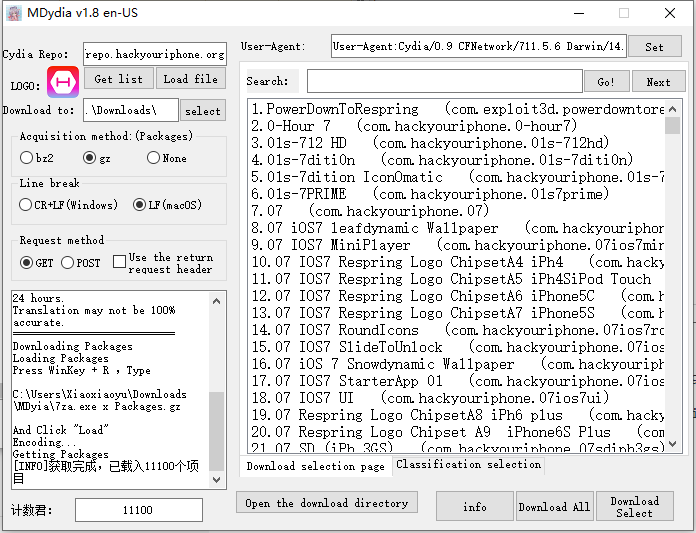 MDydia v1.8 en-US
Cydia Repo:
repo.hackyouriphone.org
LOGO:
Get list
Load file
Download to:
.\Downloads\
select
Acquisition method:(Packages)
bz2
gz
None
Line break
CR+LF(Windows)
LF(macOS)
Request method
GET
POST
Use the return
request header
24 hours.
Translation may not be 100%
accurate.
Downloading Packages
Loading Packages
Press WinKey + R , Type
C:\Users\Xiaoxiaoyu\Downloads
\MDyia\7za.exe x Packages.gz
And Click "Load"
Encoding...
Getting Packages
[INFO]获取完成，已载入11100个项
目
计数君:
11100
User-Agent:
User-Agent:Cydia/0.9 CFNetwork/711.5.6 Darwin/14.
Set
Search:
Go!
Next
1.PowerDownToRespring (com.exploit3d.powerdowntore
2.0-Hour 7 (com.hackyouriphone.0-hour7)
3.01s-712 HD (com.hackyouriphone.01s-712hd)
4.01s-7diti0n (com.hackyouriphone.01s-7diti0n)
5.01s-7dition IconOmatic (com.hackyouriphone.01s-7
6.01s-7PRIME (com.hackyouriphone.01s7prime)
7.07 (com.hackyouriphone.07)
8.07 iOS7 leafdynamic Wallpaper (com.hackyouriphone
9.07 IOS7 MiniPlayer (com.hackyouriphone.07ios7min
10.07 IOS7 Respring Logo ChipsetA4 iPh4 (com.hacky
11.07 IOS7 Respring Logo ChipsetA5 iPh4SiPod Touch
12.07 IOS7 Respring Logo ChipsetA6 iPhone5C (com.h
13.07 IOS7 Respring Logo ChipsetA7 iPhone5S (com.h
14.07 IOS7 RoundIcons (com.hackyouriphone.07ios7ro
15.07 IOS7 SlideToUnlock (com.hackyouriphone.07ios
16.07 iOS 7 Snowdynamic Wallpaper (com.hackyouriph
17.07 IOS7 StarterApp 01 (com.hackyouriphone.07ios
18.07 IOS7 UI (com.hackyouriphone.07ios7ui)
19.07 Respring Logo ChipsetA8 iPh6 plus (com.hacky
20.07 Respring Logo Chipset A9 iPhone6S Plus (com.
21.07 SD (iPh 3GS) (com.hackyouriphone.07sdiph3gs)
Download selection page
Classification selection
Open the download directory
info
Download All
Download
Select